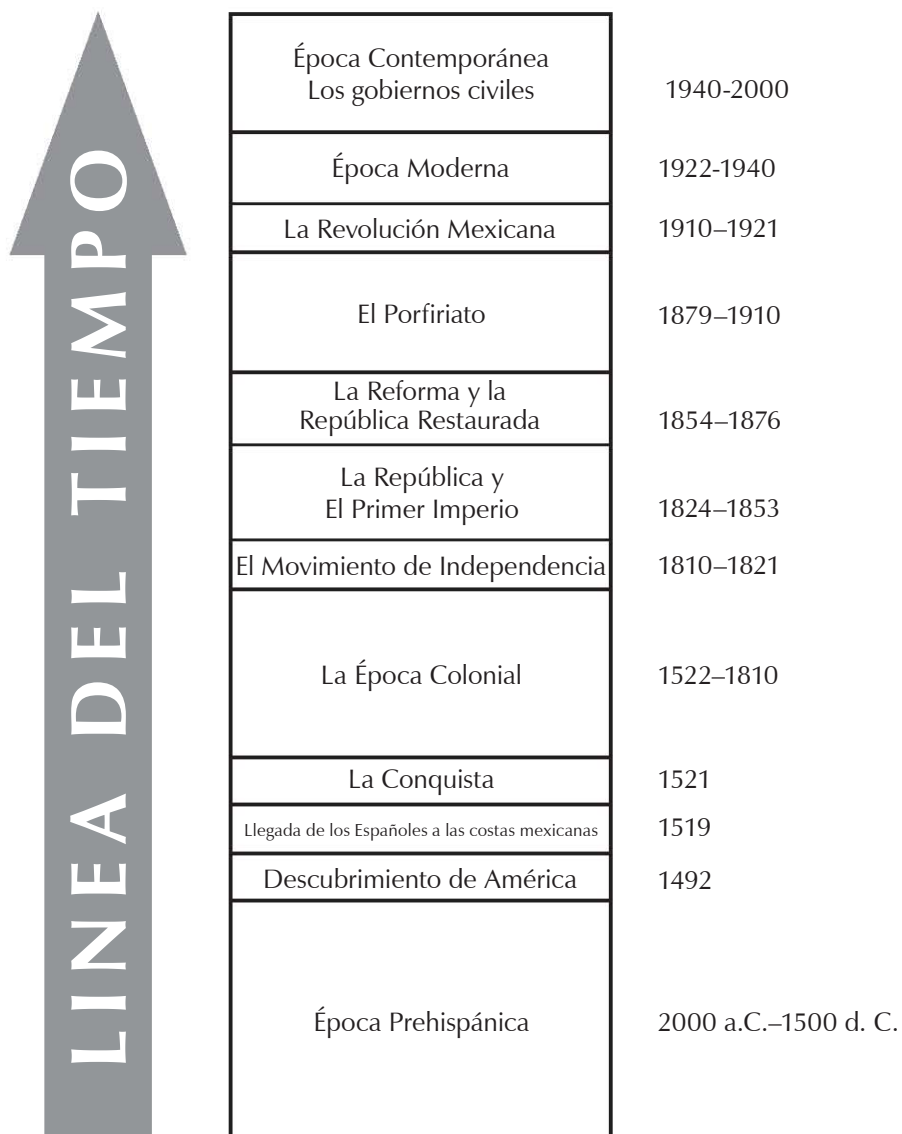 LINEA DEL TIEMPO
Época Contemporánea
Los gobiernos civiles
1940-2000
Época Moderna
1922-1940
La Revolución Mexicana
1910–1921
El Porfiriato
1879–1910
La Reforma y la
República Restaurada
1854–1876
La República y
El Primer Imperio
1824–1853
El Movimiento de Independencia
1810–1821
La Época Colonial
1522–1810
La Conquista
1521
Llegada de los Españoles a las costas mexicanas
1519
Descubrimiento de América
1492
Época Prehispánica
2000 a.C.–1500 d. C.